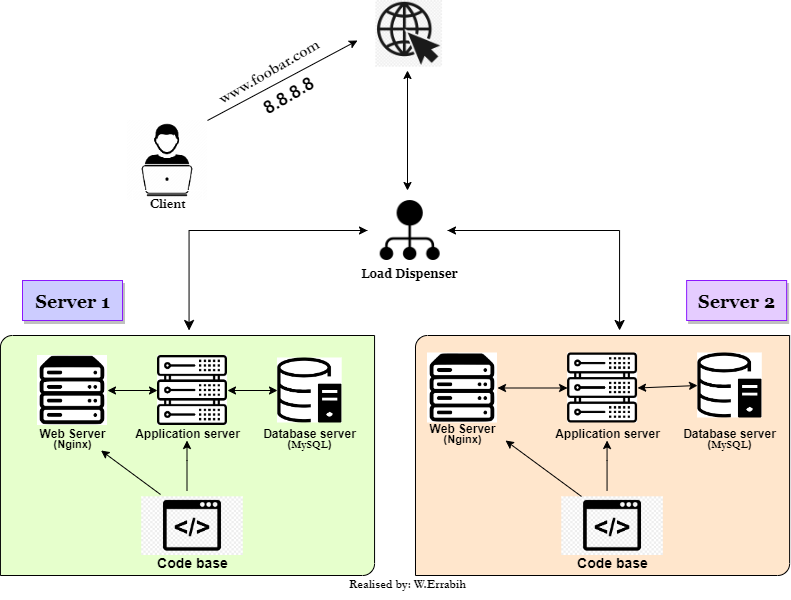 www.foobar.com
8.8.8.8
Client
Load Dispenser
Server 1
Server 2
Web Server
(Nginx)
Application server
Database server
(MySQL)
</>
Code base
Web Server
(Nginx)
Application server
Database server
(MySQL)
</>
Code base
Realised by: W.Errabih